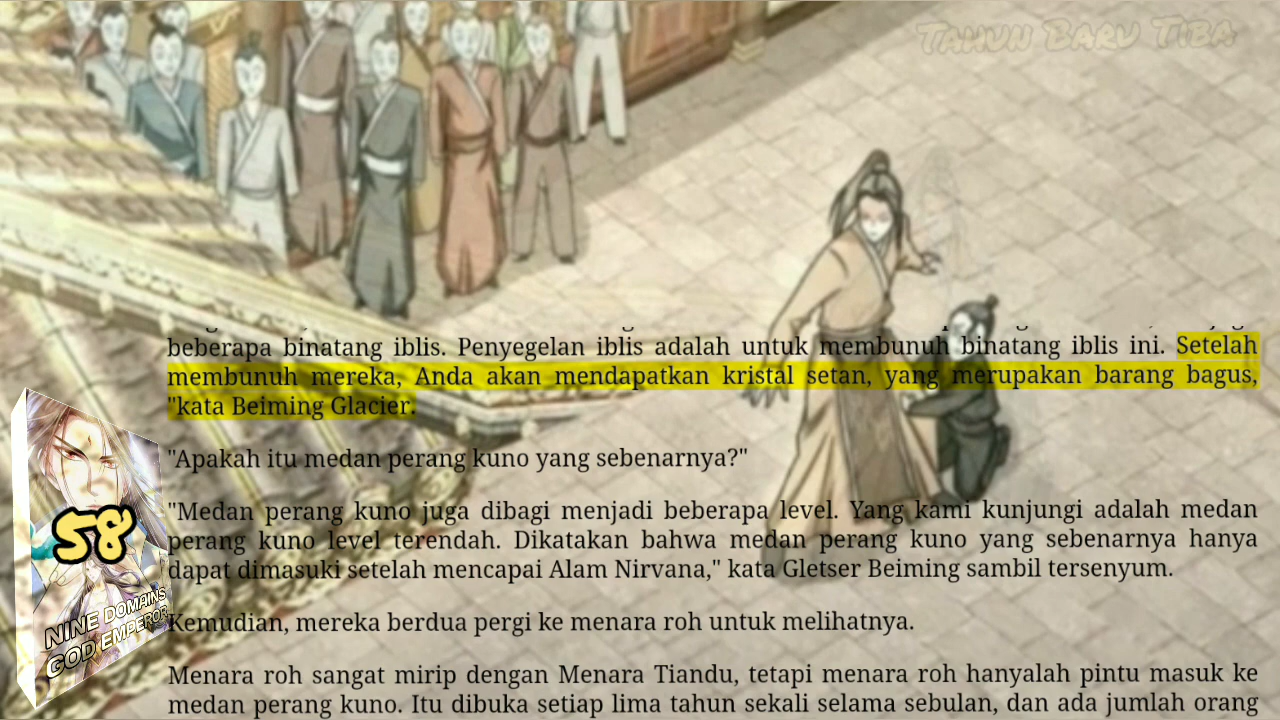 Tahun Baru Tiba
beberapa binatang iblis. Penyegelan iblis adalah untuk membunuh binatang iblis ini. Setelah
membunuh mereka, Anda akan mendapatkan kristal setan, yang merupakan barang bagus,
"kata Beiming Glacier.
"Apakah itu medan perang kuno yang sebenarnya?"
"Medan perang kuno juga dibagi menjadi beberapa level. Yang kami kunjungi adalah medan
perang kuno level terendah. Dikatakan bahwa medan perang kuno yang sebenarnya hanya
dapat dimasuki setelah mencapai Alam Nirvana," kata Gletser Beiming sambil tersenyum.
Kemudian, mereka berdua pergi ke menara roh untuk melihatnya.
Menara roh sangat mirip dengan Menara Tiandu, tetapi menara roh hanyalah pintu masuk ke
medan perang kuno. Itu dibuka setiap lima tahun sekali selama sebulan, dan ada jumlah orang
58
NINE DOMAINS
GOD EMPEROR